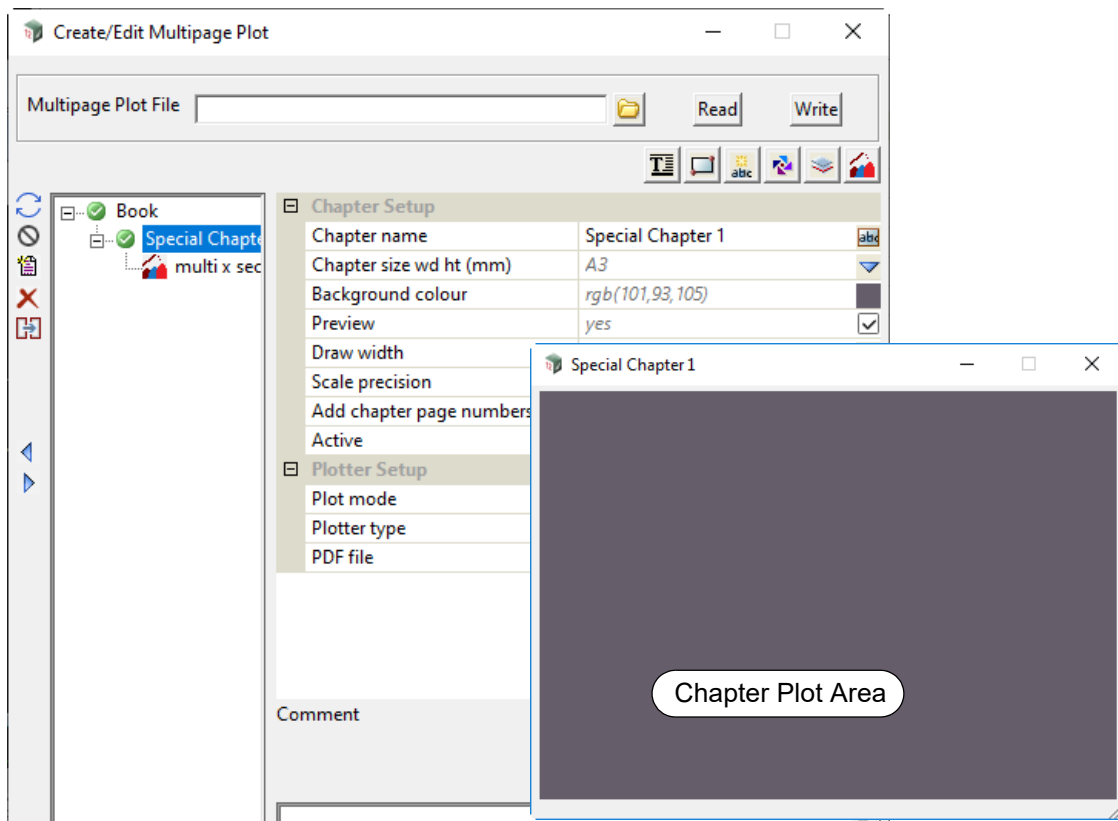 Create/Edit Multipage Plot
Multipage Plot File
Read
Write
T
abc
Book
Special Chapte
multi x sec
Chapter Setup
Chapter name Special Chapter 1 abc
Chapter size wd ht (mm) A3
Background colour rgb(101,93,105)
Preview yes
Draw width
Scale precision
Add chapter page numbers
Active
Plotter Setup
Plot mode
Plotter type
PDF file
Comment
Special Chapter 1
Chapter Plot Area